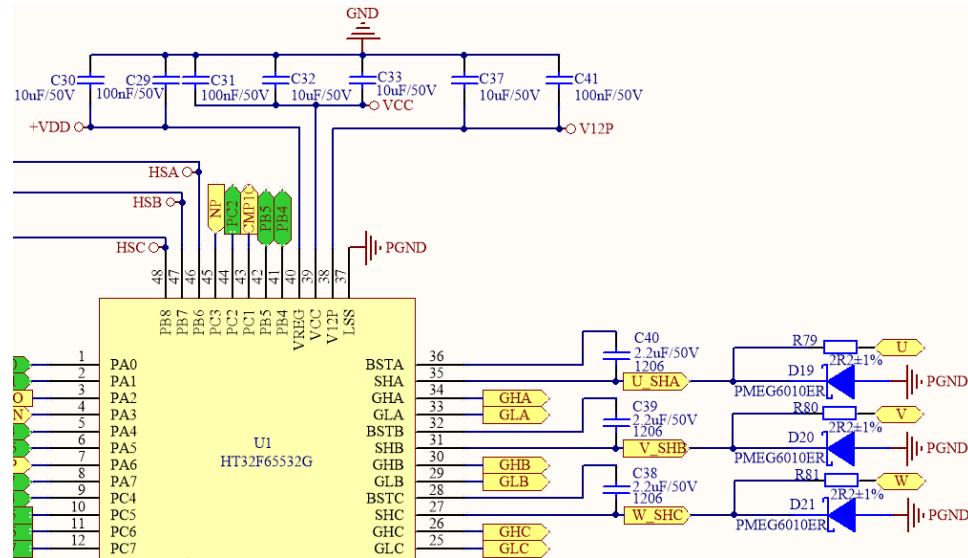 GND
C30 C29 C31 C32 C33 C37 C41
10uF/50V 100nF/50V 100nF/50V 10uF/50V 10uF/50V 10uF/50V 100nF/50V
VCC
+VDD V12P
HSA
HSB
HSC
NP PC2 PB5 PB4
PGND
48 47 46 45 44 43 42 41 40 39 38 37
PB8 PB7 PB6 PC3 PC2 PC1 PB5 PB4 VREG VCC V12P LSS
1 PA0
2 PA1
3 PA2
4 PA3
5 PA4
6 PA5
7 PA6
8 PA7
9 PC4
10 PC5
11 PC6
12 PC7
U1
HT32F65532G
BSTA 36
SHA 35
GHA 34 GHA
GLA 33 GLA
BSTB 32
SHB 31
GHB 30 GHB
GLB 29 GLB
BSTC 28
SHC 27
GHC 26 GHC
GLC 25 GLC
C40
2.2uF/50V
1206
U_SHA
R79 U
2R2±1%
D19
PMEG6010ER
PGND
C39
2.2uF/50V
1206
V_SHB
R80 V
2R2±1%
D20
PMEG6010ER
PGND
C38
2.2uF/50V
1206
W_SHC
R81 W
2R2±1%
D21
PMEG6010ER
PGND